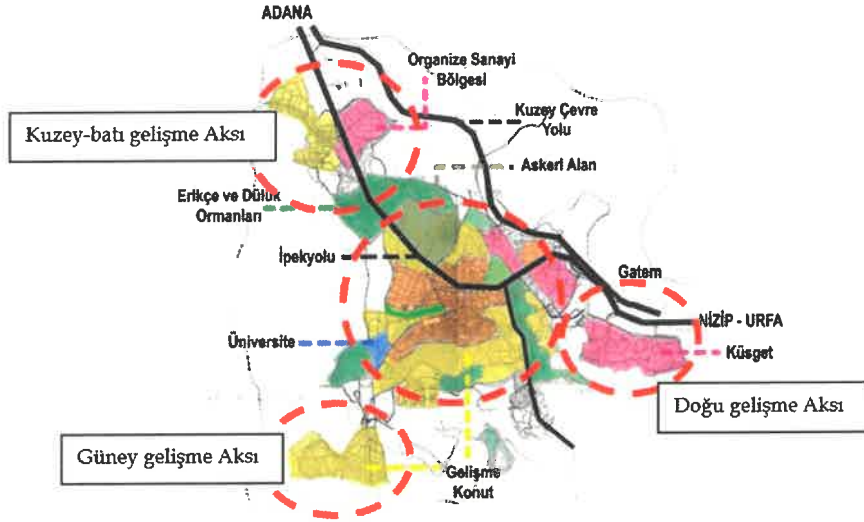 ADANA
Organize Sanayi
Bölgesi
Kuzey Çevre
Yolu
Kuzey-batı gelişme Aksı
Askeri Alan
Erikçe ve Dülük
Ormanları
İpekyolu
Gatem
NİZİP - URFA
Üniversite
Küsget
Doğu gelişme Aksı
Güney gelişme Aksı
Gelişme
Konut